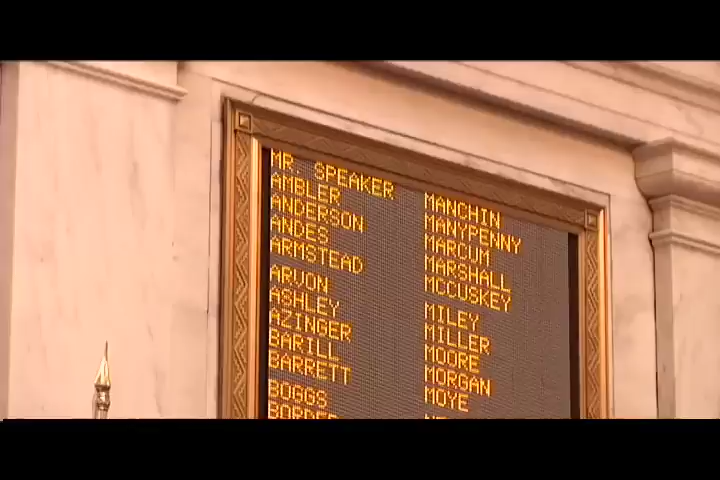 MR. SPEAKER
AMBLER
ANDERSON
ANDES
ARMSTEAD
ARVON
ASHLEY
AZINGER
BARILL
BARRETT
BOGGS
MANCHIN
MANYPENNY
MARCUM
MARSHALL
MCCUSKEY
MILEY
MILLER
MOORE
MORGAN
MOYE